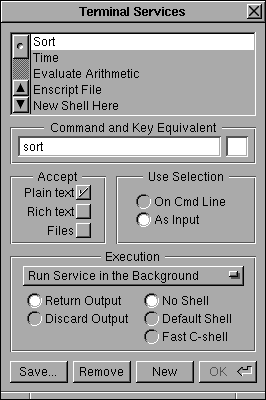 Terminal Services
Sort
Time
Evaluate Arithmetic
Enscript File
New Shell Here
Command and Key Equivalent
sort
Accept
Plain text
Rich text
Files
Use Selection
On Cmd Line
As Input
Execution
Run Service in the Background
Return Output
Discard Output
No Shell
Default Shell
Fast C-shell
Save...
Remove
New
OK